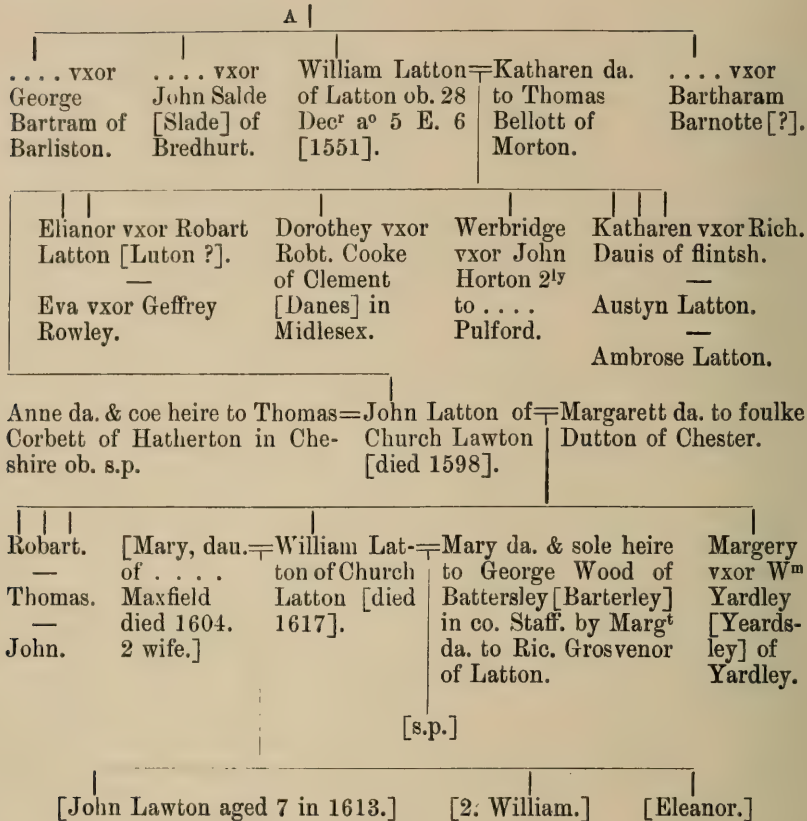 A
. . . . vxor
George
Bartram of
Barliston.
. . . . vxor
John Salde
[Slade] of
Bredhurt.
William Latton
of Latton ob. 28
Decʳ aᵒ 5 E. 6
[1551].
Katharen da.
to Thomas
Bellott of
Morton.
. . . . vxor
Bartharam
Barnotte [?].
Elianor vxor Robart
Latton [Luton ?].
—
Eva vxor Geffrey
Rowley.
Dorothey vxor
Robt. Cooke
of Clement
[Danes] in
Midlesex.
Werbridge
vxor John
Horton 2ˡʸ
to . . . .
Pulford.
Katharen vxor Rich.
Dauis of flintsh.
—
Austyn Latton.
—
Ambrose Latton.
Anne da. & coe heire to Thomas
Corbett of Hatherton in Che-
shire ob. s.p.
=John Latton of
Church Lawton
[died 1598].
Margarett da. to foulke
Dutton of Chester.
Robart.
—
Thomas.
—
John.
[Mary, dau.
of . . . .
Maxfield
died 1604.
2 wife.]
William Lat-
ton of Church
Latton [died
1617].
Mary da. & sole heire
to George Wood of
Battersley [Barterley]
in co. Staff. by Margᵗ
da. to Ric. Grosvenor
of Latton.
Margery
vxor Wᵐ
Yardley
[Yeards-
ley] of
Yardley.
[s.p.]
[John Lawton aged 7 in 1613.]
[2. William.]
[Eleanor.]